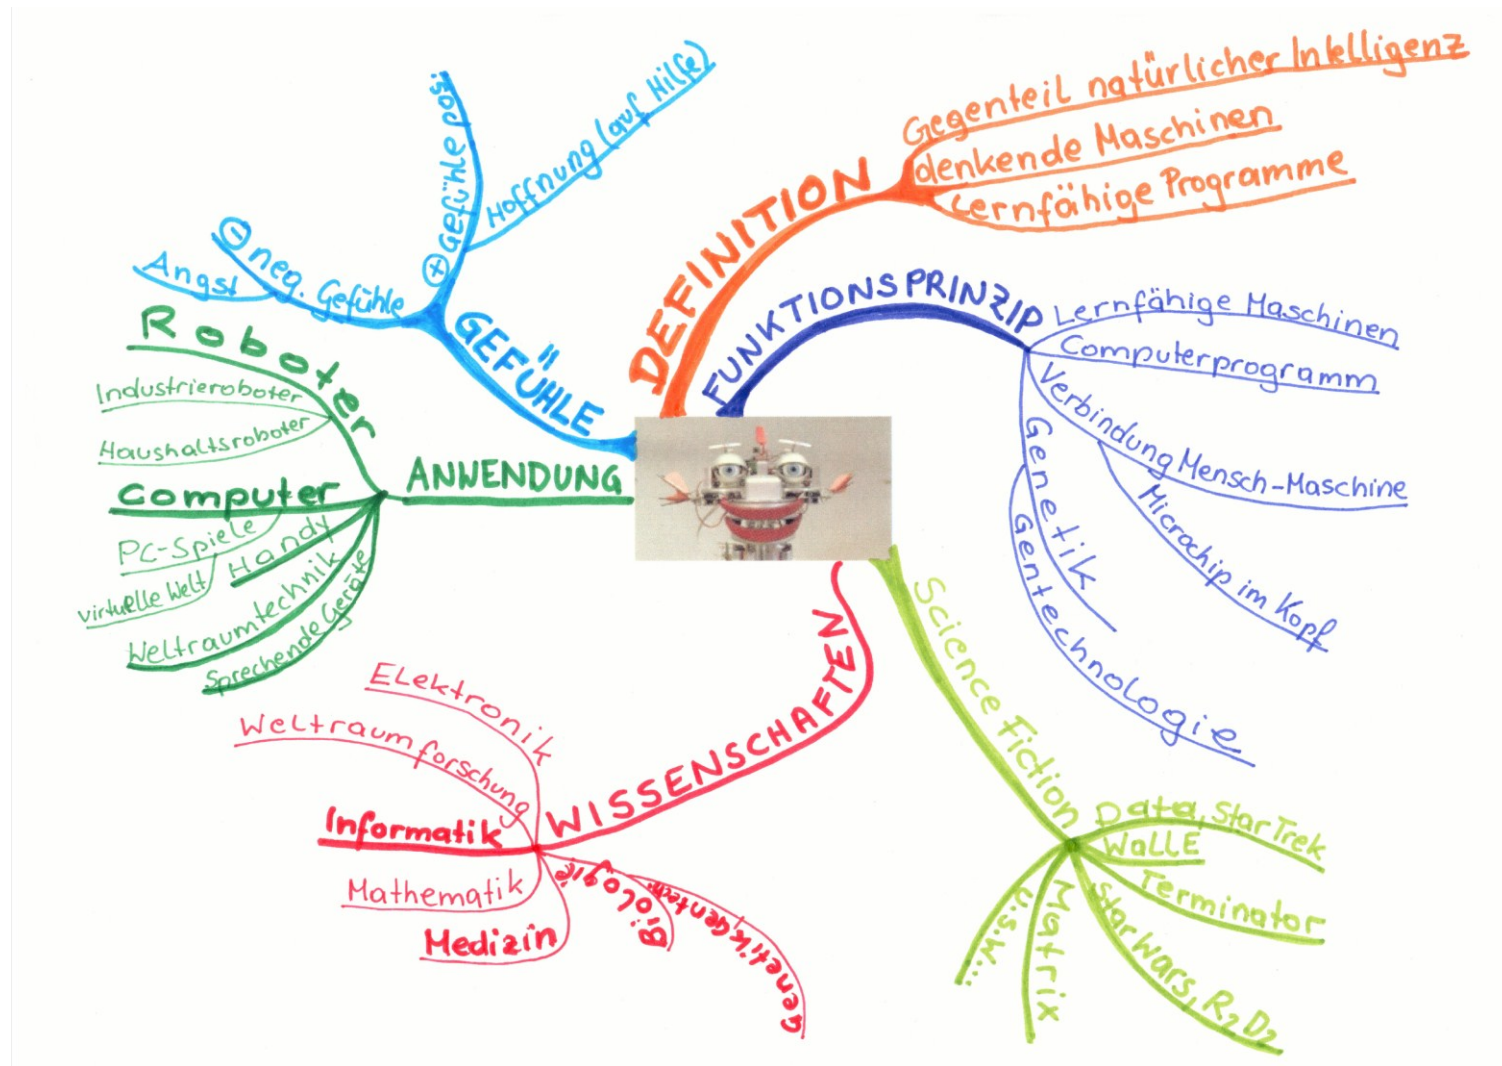 DEFINITION
Gegenteil natürlicher Intelligenz
denkende Maschinen
Lernfähige Programme
FUNKTIONSPRINZIP
Lernfähige Maschinen
Computerprogramm
Verbindung Mensch-Maschine
Microchip im Kopf
Genetik
Gentechnologie
Science Fiction
Data, Star Trek
WaLLE
Terminator
Star Wars, R2D2
Matrix
u.s.w...
WISSENSCHAFTEN
Elektronik
Weltraumforschung
Informatik
Mathematik
Medizin
Biologie
Genetik, Gentech.
ANWENDUNG
Roboter
Industrieroboter
Haushaltsroboter
Computer
PC-Spiele
virtuelle Welt
Handy
Weltraumtechnik
Sprechende Geräte
GEFÜHLE
⊖ neg. Gefühle
Angst
⊕ Gefühle posi.
Hoffnung (auf Hilfe)